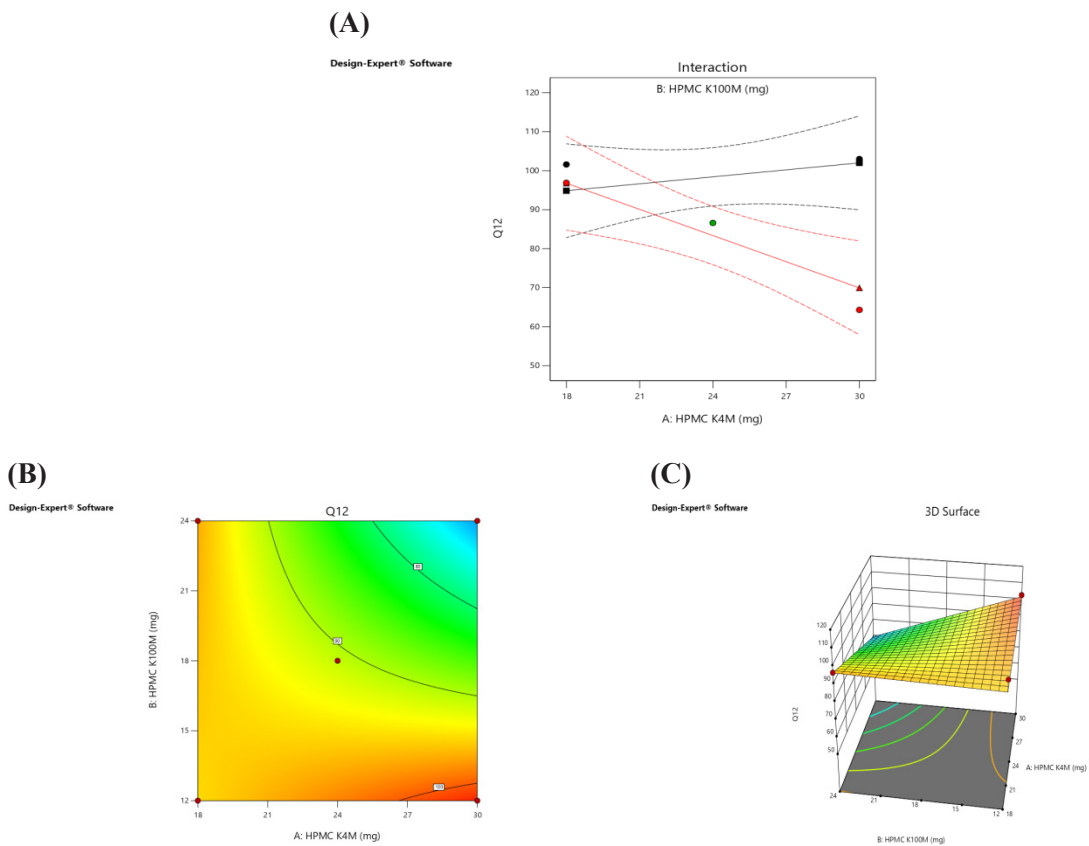 (A)
Design-Expert® Software
Interaction
B: HPMC K100M (mg)
120
110
100
90
80
70
60
50
Q12
18 21 24 27 30
A: HPMC K4M (mg)
(B)
Design-Expert® Software
Q12
24
21
18
15
12
B: HPMC K100M (mg)
80
90
100
18 21 24 27 30
A: HPMC K4M (mg)
(C)
Design-Expert® Software
3D Surface
120
110
100
90
80
70
60
50
Q12
30
27
24
21
18
A: HPMC K4M (mg)
24 21 18 15 12
B: HPMC K100M (mg)